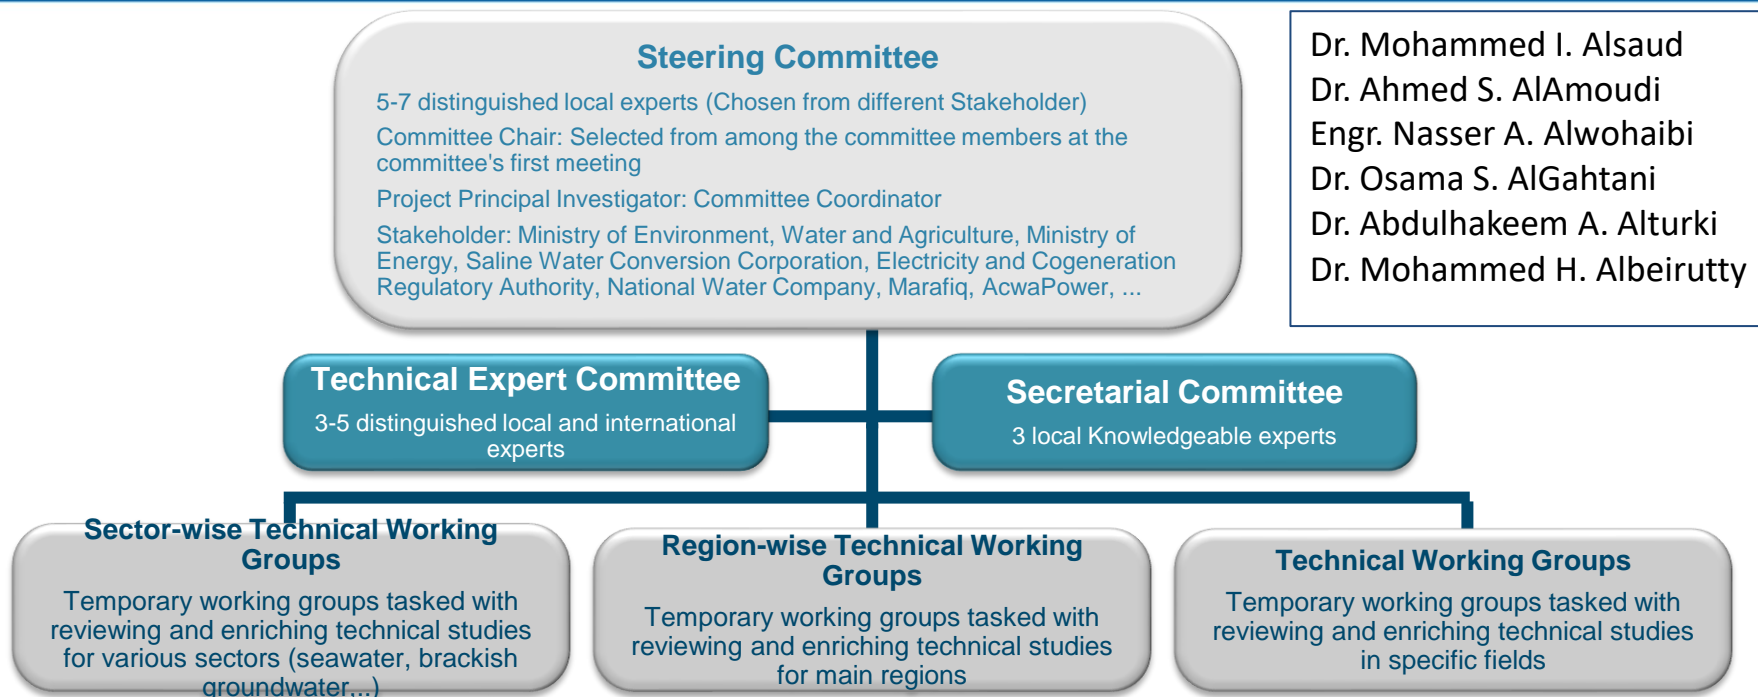 Steering Committee
5-7 distinguished local experts (Chosen from different Stakeholder)
Committee Chair: Selected from among the committee members at the
committee's first meeting
Project Principal Investigator: Committee Coordinator
Stakeholder: Ministry of Environment, Water and Agriculture, Ministry of
Energy, Saline Water Conversion Corporation, Electricity and Cogeneration
Regulatory Authority, National Water Company, Marafiq, AcwaPower, ...
Dr. Mohammed I. Alsaud
Dr. Ahmed S. AlAmoudi
Engr. Nasser A. Alwohaibi
Dr. Osama S. AlGahtani
Dr. Abdulhakeem A. Alturki
Dr. Mohammed H. Albeirutty
Technical Expert Committee
3-5 distinguished local and international
experts
Secretarial Committee
3 local Knowledgeable experts
Sector-wise Technical Working
Groups
Temporary working groups tasked with
reviewing and enriching technical studies
for various sectors (seawater, brackish
groundwater,..)
Region-wise Technical Working
Groups
Temporary working groups tasked with
reviewing and enriching technical studies
for main regions
Technical Working Groups
Temporary working groups tasked with
reviewing and enriching technical studies
in specific fields